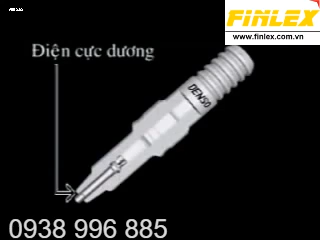 FINLEX
www.finlex.com.vn
Điện cực dương
DENSO
0938 996 885